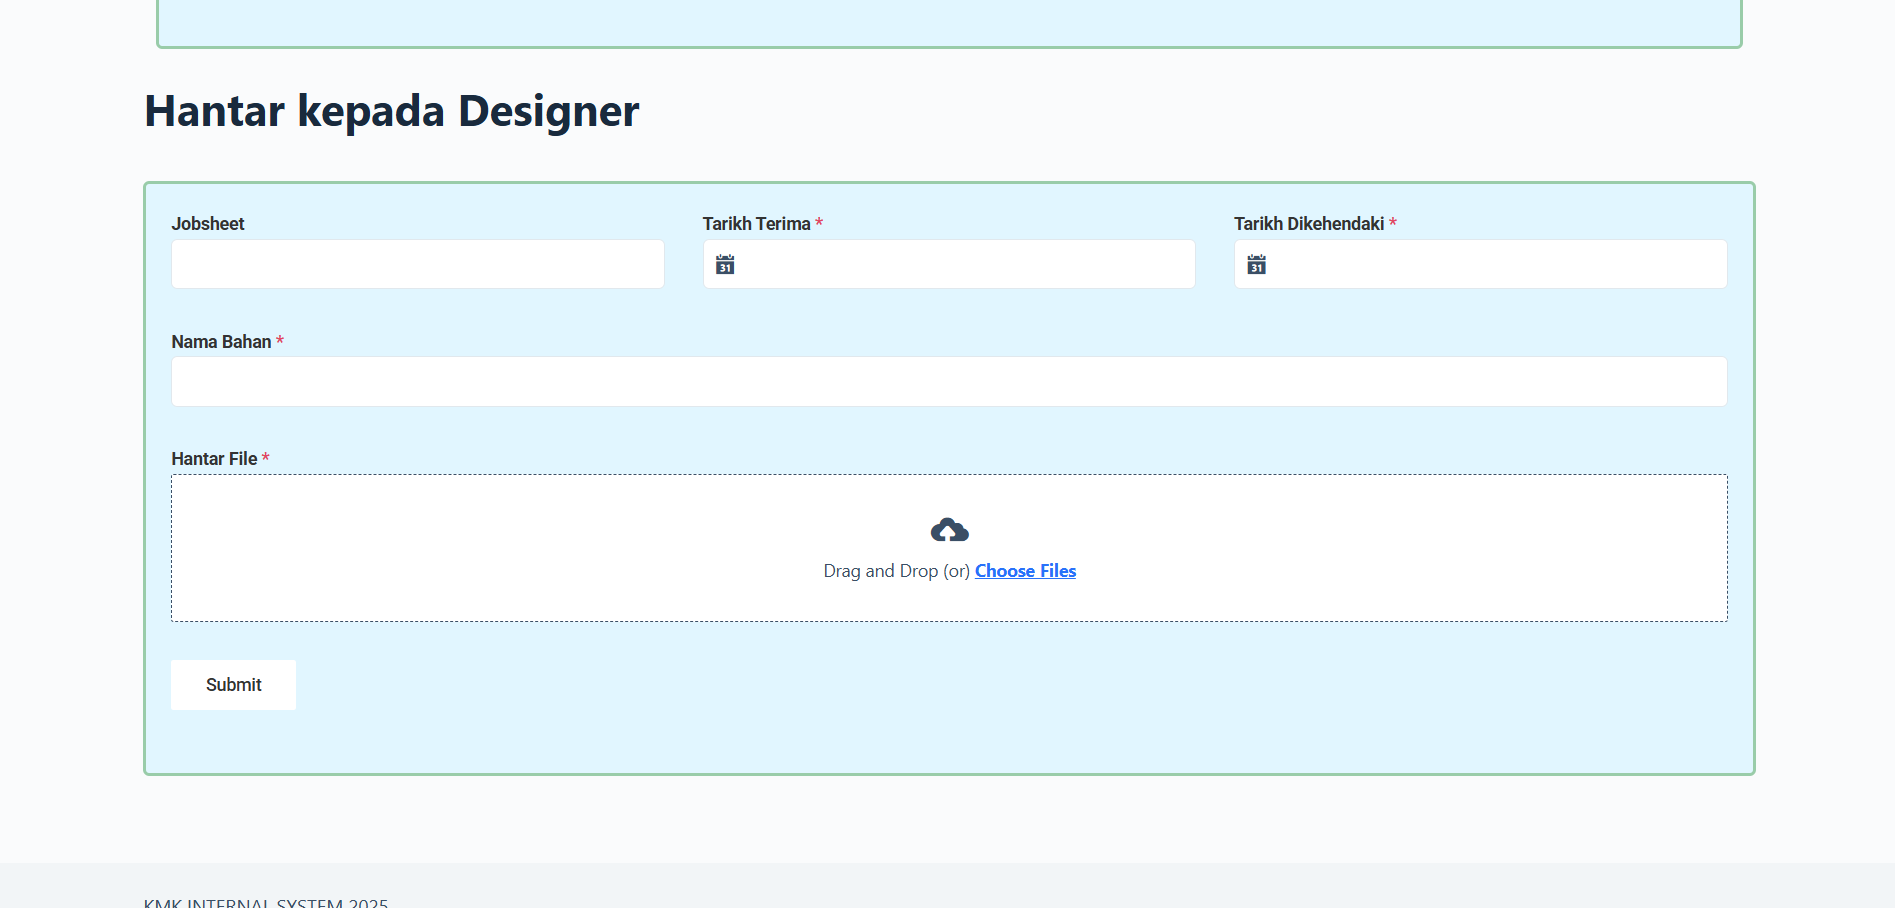 Hantar kepada Designer
Jobsheet
Tarikh Terima *
Tarikh Dikehendaki *
31
31
Nama Bahan *
Hantar File *
Drag and Drop (or) Choose Files
Submit
KMK INTERNAL SYSTEM 2025